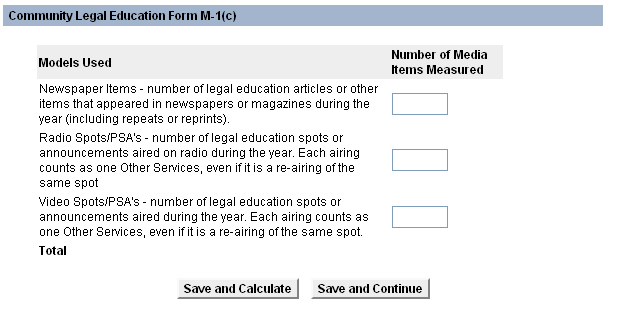 Community Legal Education Form M-1(c)
Models Used
Number of Media
Items Measured
Newspaper Items - number of legal education articles or other
items that appeared in newspapers or magazines during the
year (including repeats or reprints).
Radio Spots/PSA's - number of legal education spots or
announcements aired on radio during the year. Each airing
counts as one Other Services, even if it is a re-airing of the
same spot
Video Spots/PSA's - number of legal education spots or
announcements aired during the year. Each airing counts as
one Other Services, even if it is a re-airing of the same spot.
Total
Save and Calculate
Save and Continue